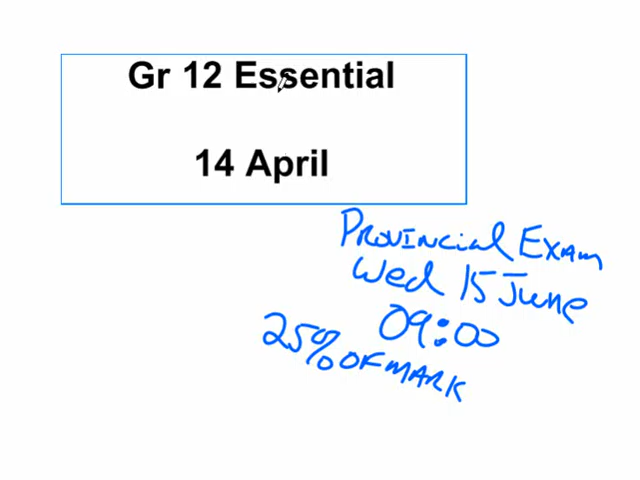 Gr 12 Essential
14 April
Provincial Exam
Wed 15 June
09:00
25% OF MARK